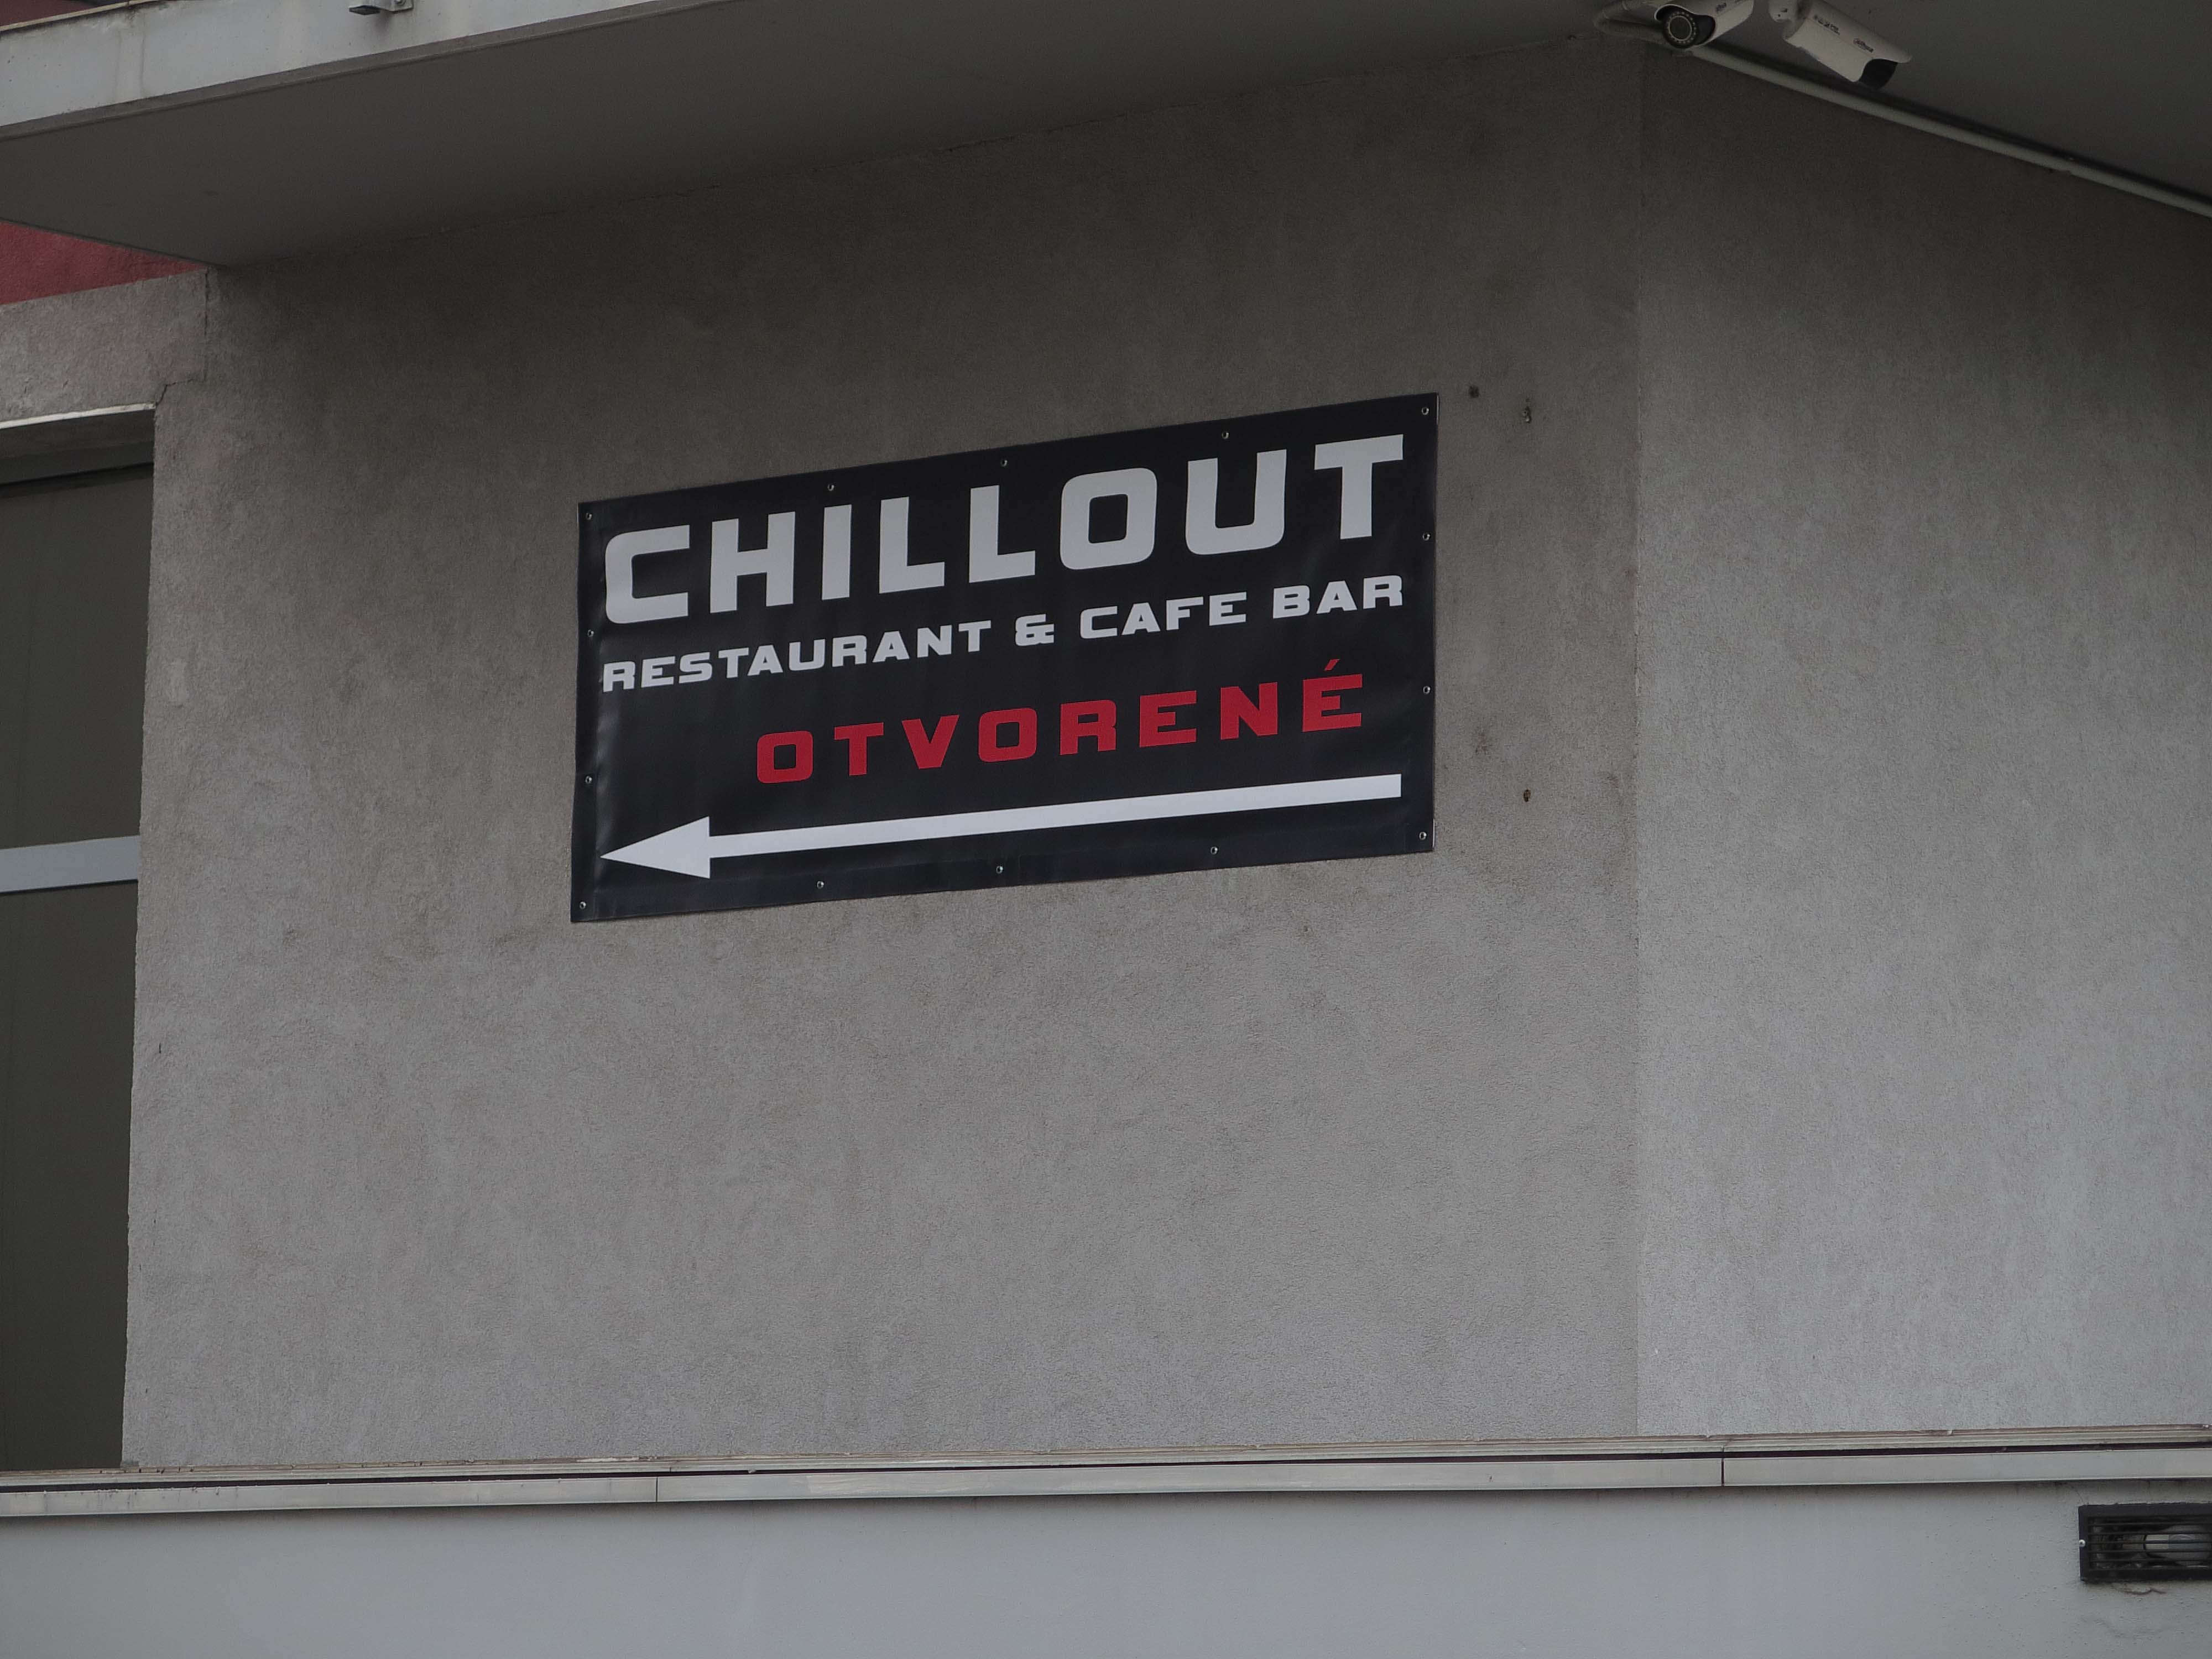 CHILLOUT
RESTAURANT & CAFE BAR
OTVORENÉ